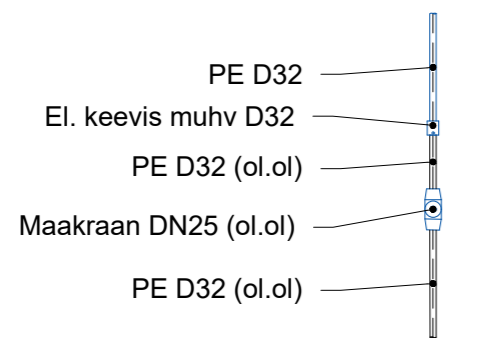 PE D32
El. keevis muhv D32
PE D32 (ol.ol)
Maakraan DN25 (ol.ol)
PE D32 (ol.ol)